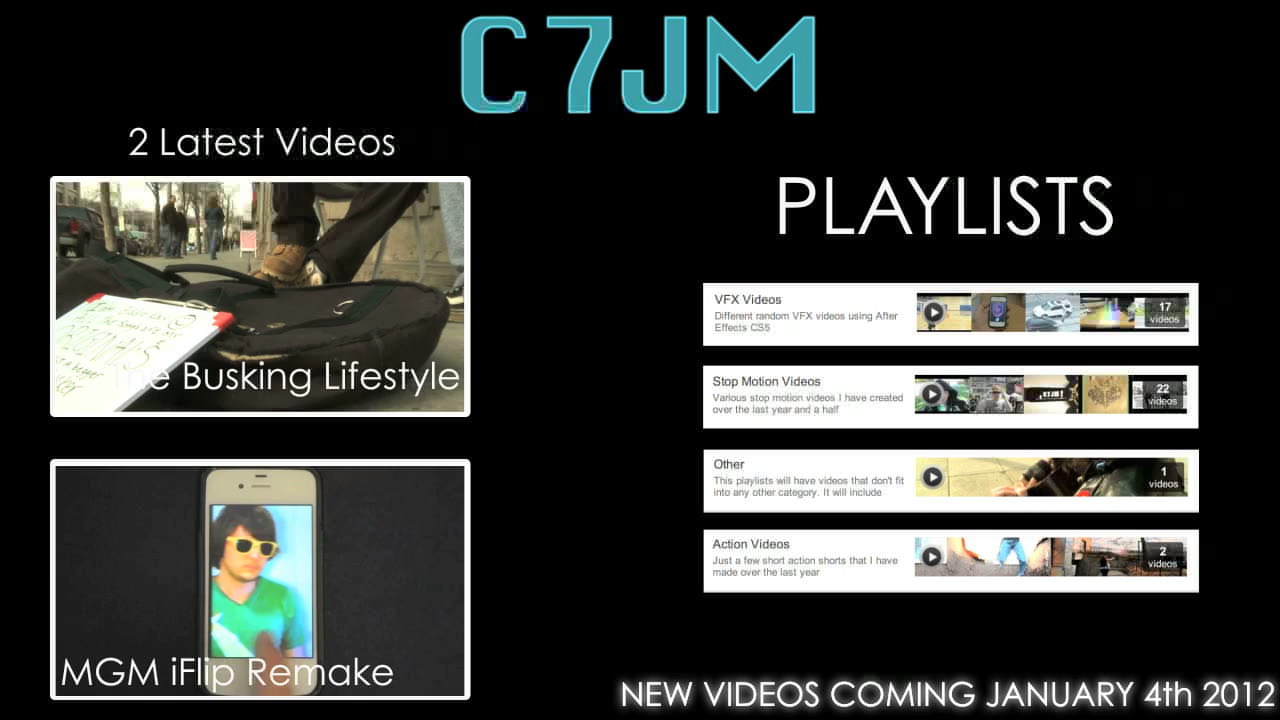 C7JM
2 Latest Videos
The Busking Lifestyle
MGM iFlip Remake
PLAYLISTS
VFX Videos
Different random VFX videos using After
Effects CS5
17
videos
Stop Motion Videos
Various stop motion videos I have created
over the last year and a half
22
videos
Other
This playlists will have videos that don't fit
into any other category. It will include
1
videos
Action Videos
Just a few short action shorts that I have
made over the last year
2
videos
NEW VIDEOS COMING JANUARY 4th 2012